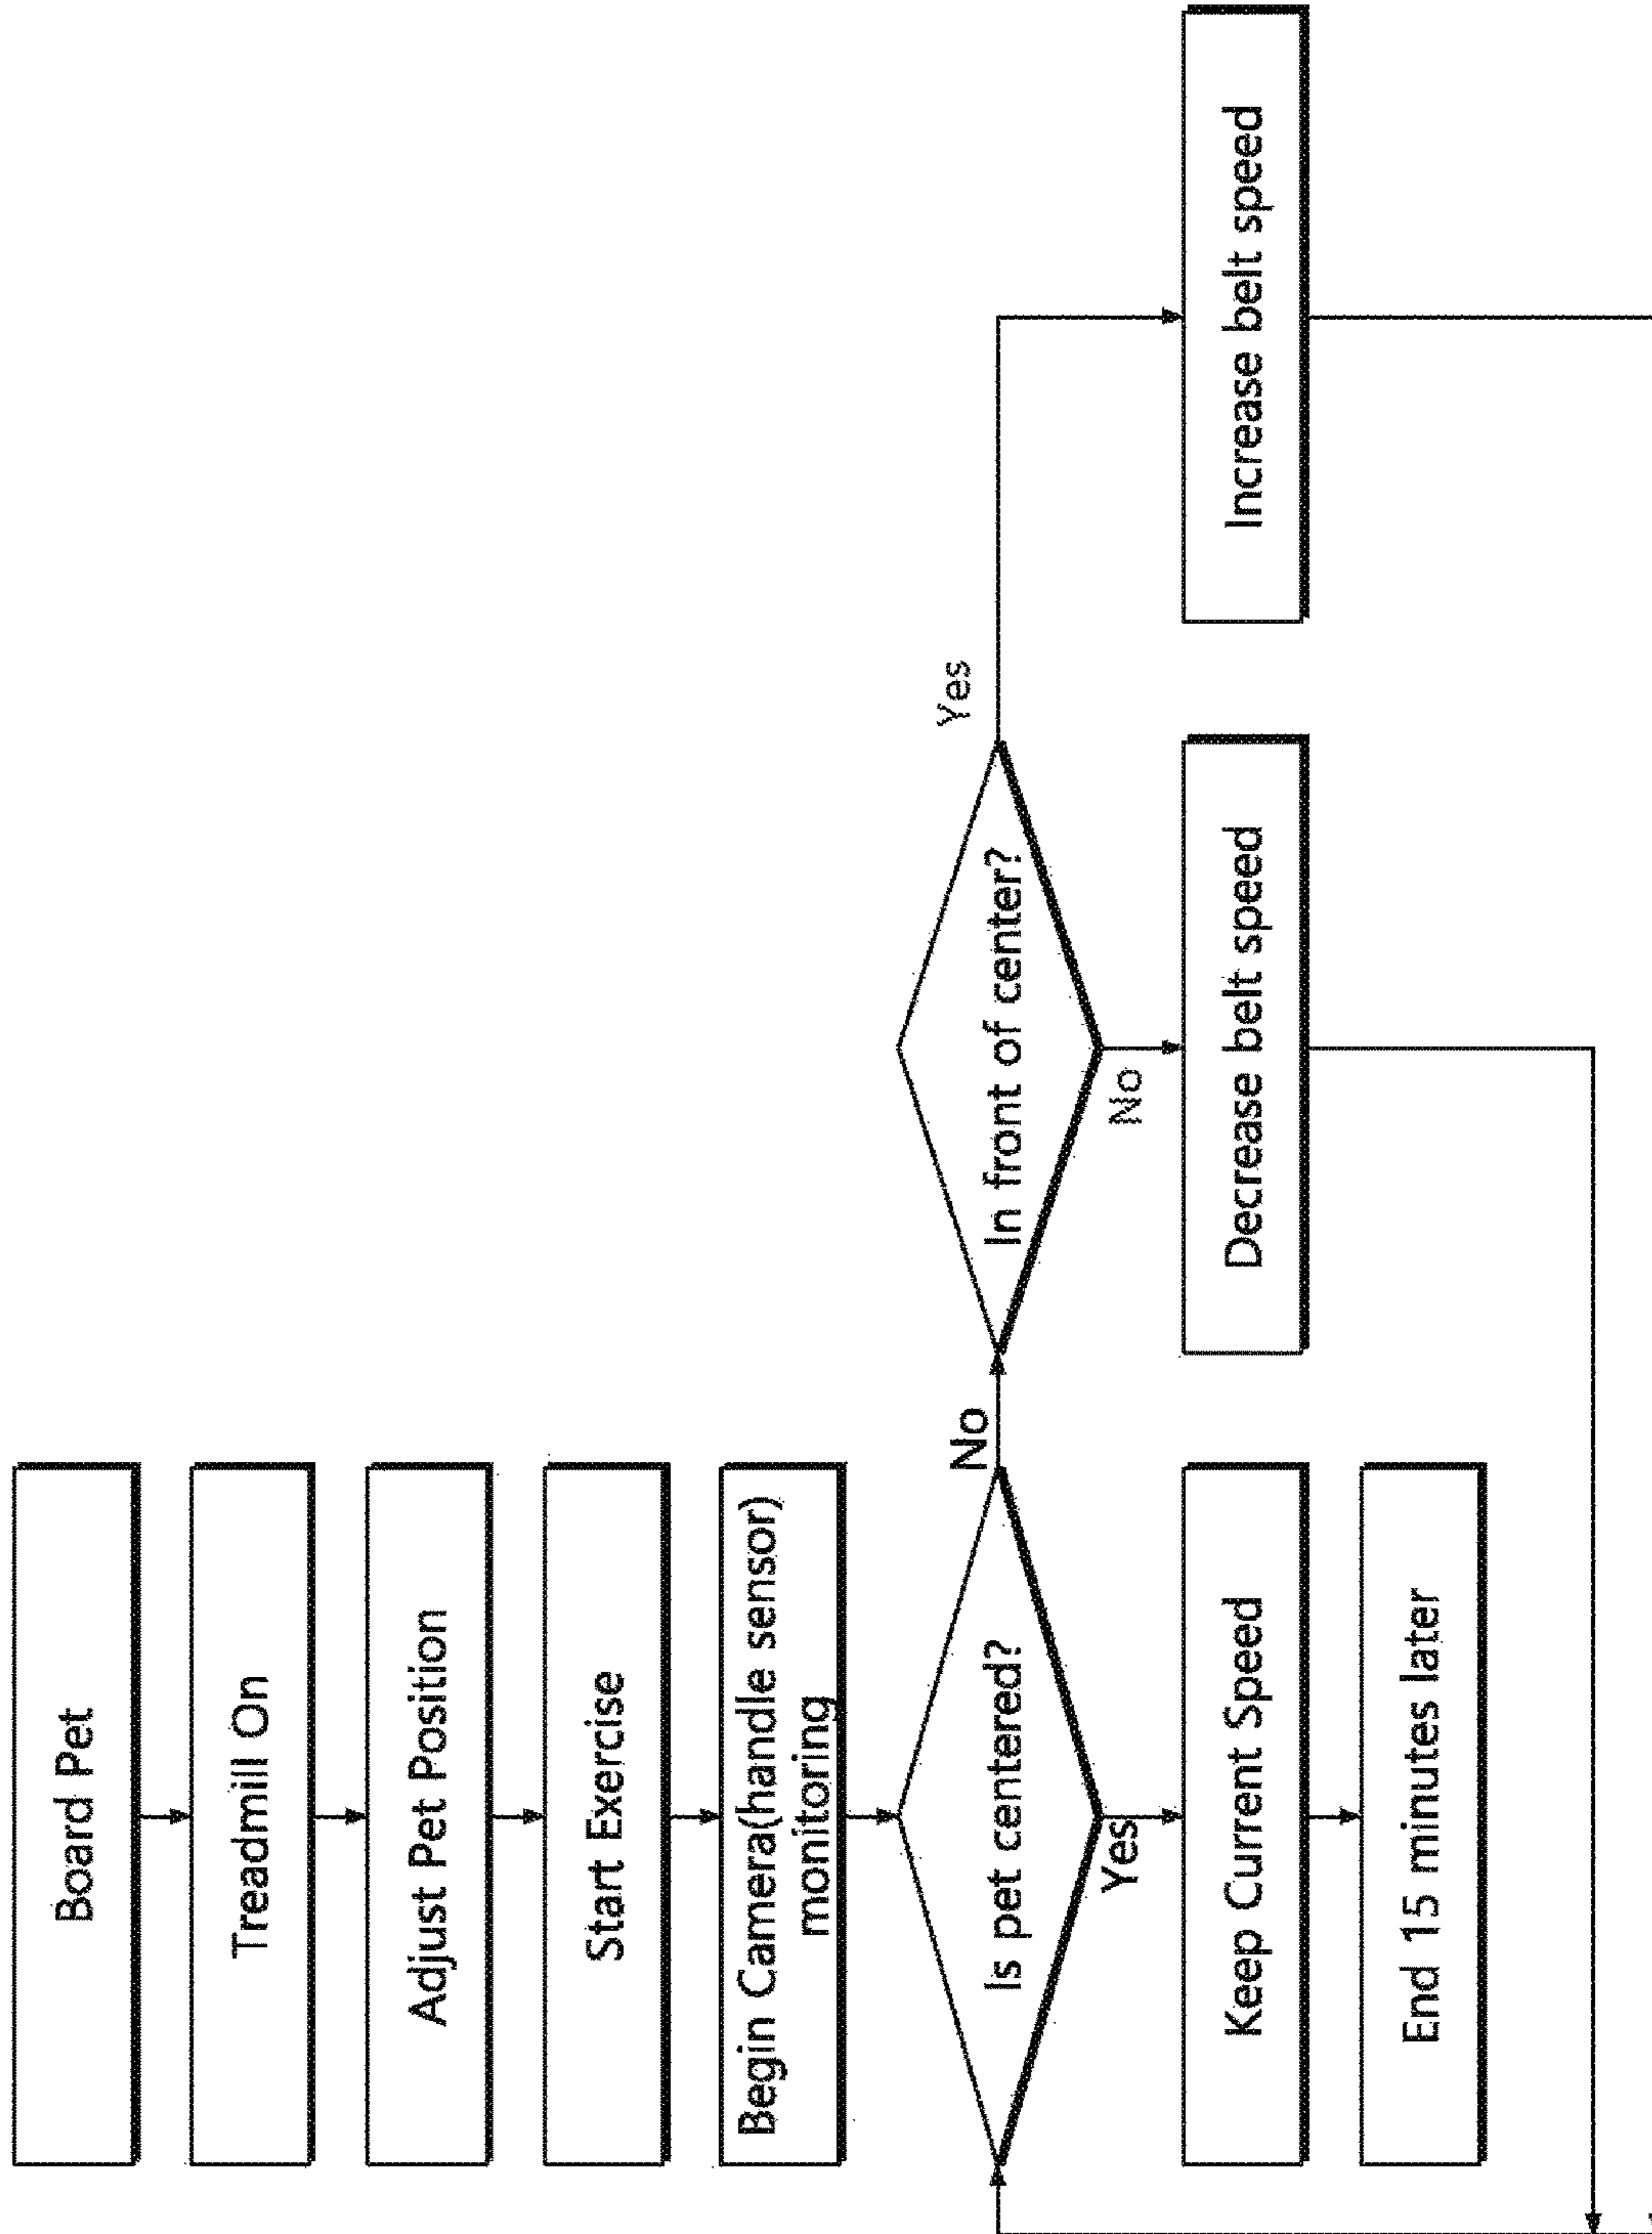 Board Pet
Treadmill On
Adjust Pet Position
Start Exercise
Begin Camera(handle sensor)
monitoring
Is pet centered?
No
In front of center?
Yes
Yes
No
Keep Current Speed
Decrease belt speed
Increase belt speed
End 15 minutes later